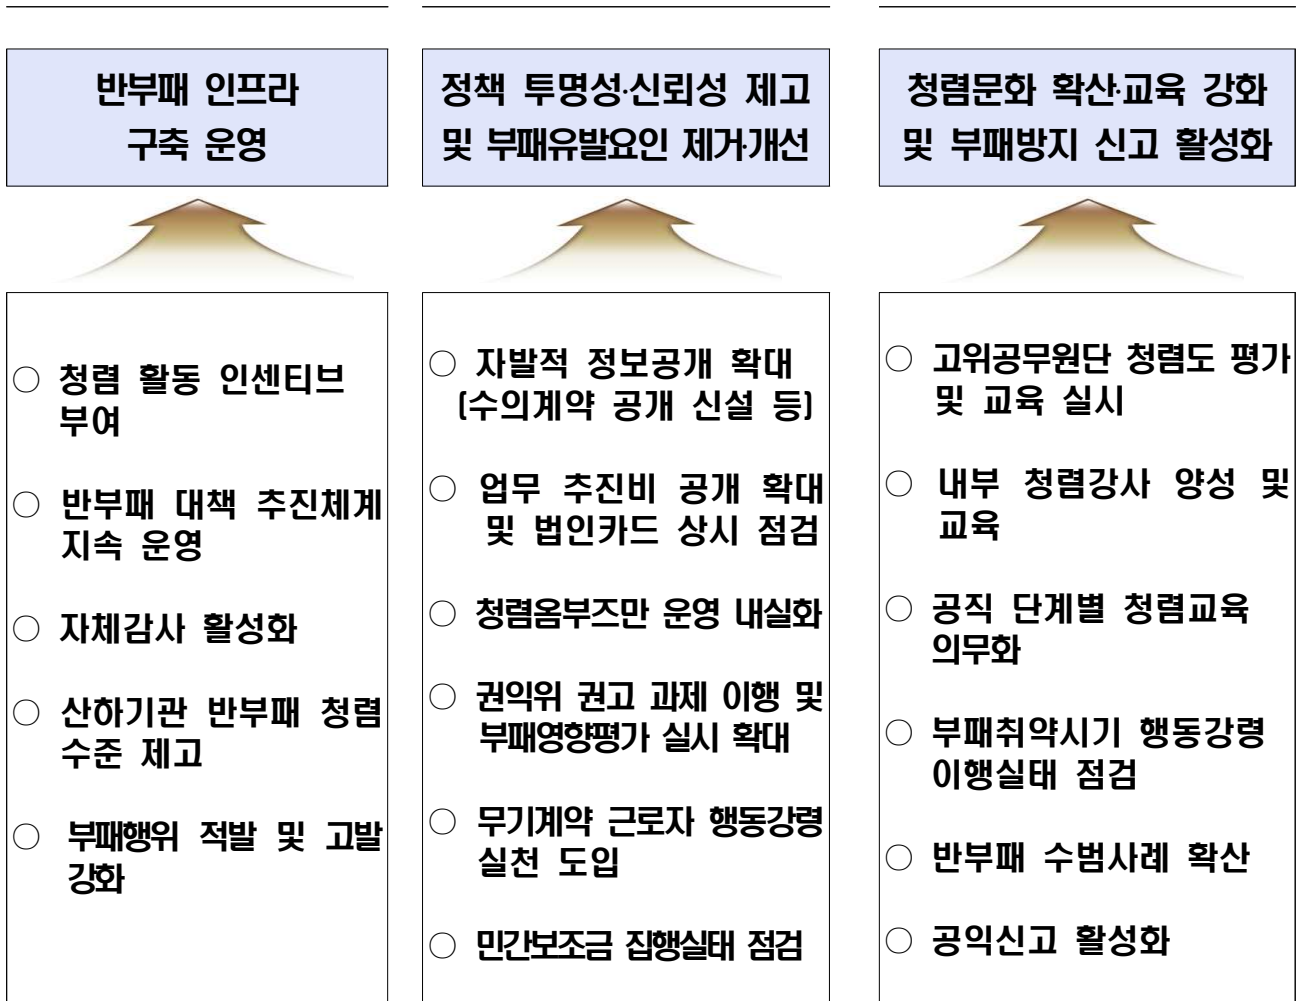 반부패 인프라
구축 운영
○ 청렴 활동 인센티브
부여
○ 반부패 대책 추진체계
지속 운영
○ 자체감사 활성화
○ 산하기관 반부패 청렴
수준 제고
○ 부패행위 적발 및 고발
강화
정책 투명성·신뢰성 제고
및 부패유발요인 제거·개선
○ 자발적 정보공개 확대
(수의계약 공개 신설 등)
○ 업무 추진비 공개 확대
및 법인카드 상시 점검
○ 청렴옴부즈만 운영 내실화
○ 권익위 권고 과제 이행 및
부패영향평가 실시 확대
○ 무기계약 근로자 행동강령
실천 도입
○ 민간보조금 집행실태 점검
청렴문화 확산·교육 강화
및 부패방지 신고 활성화
○ 고위공무원단 청렴도 평가
및 교육 실시
○ 내부 청렴강사 양성 및
교육
○ 공직 단계별 청렴교육
의무화
○ 부패취약시기 행동강령
이행실태 점검
○ 반부패 수범사례 확산
○ 공익신고 활성화